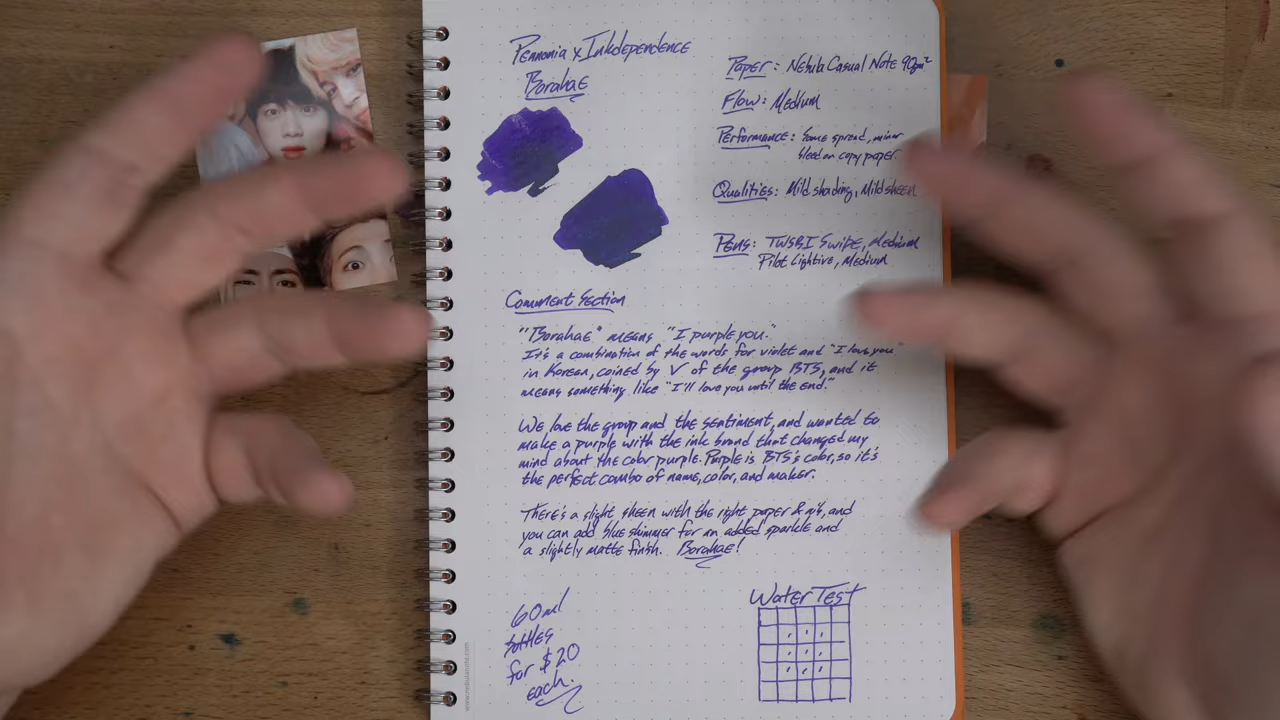 Pennonia x Inkdependence
Borahae
Paper: Nebula Casual Note 90gm²
Flow: Medium
Performance: Some spread, minor
bleed on copy paper
Qualities: Mild shading, Mild sheen
Pens: TWSBI Swipe, Medium
Pilot Lightive, Medium
Comment Section
"Borahae" means "I purple you."
It's a combination of the words for violet and "I love you"
in Korean, coined by V of the group BTS, and it
means something like "I'll love you until the end."
We love the group and the sentiment, and wanted to
make a purple with the ink brand that changed my
mind about the color purple. Purple is BTS's color, so it's
the perfect combo of name, color, and maker.
There's a slight sheen with the right paper & nib, and
you can add blue shimmer for an added sparkle and
a slightly matte finish. Borahae!
60ml
bottles
for $20
each.
Water Test